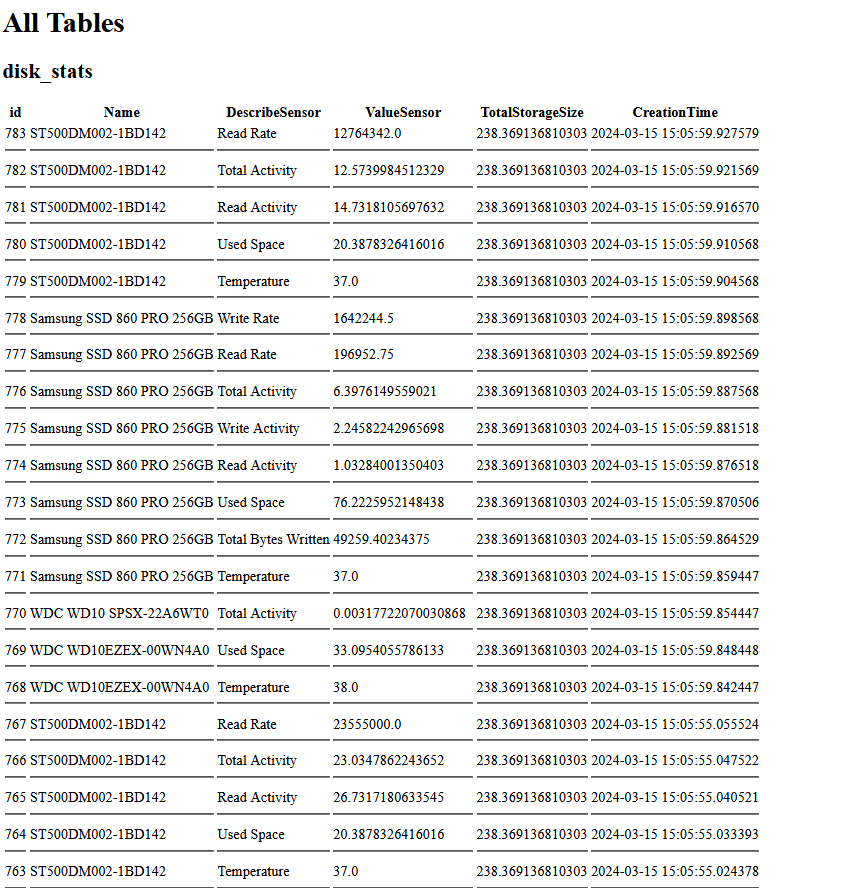 All Tables
disk_stats
id Name DescribeSensor ValueSensor TotalStorageSize CreationTime
783 ST500DM002-1BD142 Read Rate 12764342.0 238.369136810303 2024-03-15 15:05:59.927579
782 ST500DM002-1BD142 Total Activity 12.5739984512329 238.369136810303 2024-03-15 15:05:59.921569
781 ST500DM002-1BD142 Read Activity 14.7318105697632 238.369136810303 2024-03-15 15:05:59.916570
780 ST500DM002-1BD142 Used Space 20.3878326416016 238.369136810303 2024-03-15 15:05:59.910568
779 ST500DM002-1BD142 Temperature 37.0 238.369136810303 2024-03-15 15:05:59.904568
778 Samsung SSD 860 PRO 256GB Write Rate 1642244.5 238.369136810303 2024-03-15 15:05:59.898568
777 Samsung SSD 860 PRO 256GB Read Rate 196952.75 238.369136810303 2024-03-15 15:05:59.892569
776 Samsung SSD 860 PRO 256GB Total Activity 6.3976149559021 238.369136810303 2024-03-15 15:05:59.887568
775 Samsung SSD 860 PRO 256GB Write Activity 2.24582242965698 238.369136810303 2024-03-15 15:05:59.881518
774 Samsung SSD 860 PRO 256GB Read Activity 1.03284001350403 238.369136810303 2024-03-15 15:05:59.876518
773 Samsung SSD 860 PRO 256GB Used Space 76.2225952148438 238.369136810303 2024-03-15 15:05:59.870506
772 Samsung SSD 860 PRO 256GB Total Bytes Written 49259.40234375 238.369136810303 2024-03-15 15:05:59.864529
771 Samsung SSD 860 PRO 256GB Temperature 37.0 238.369136810303 2024-03-15 15:05:59.859447
770 WDC WD10 SPSX-22A6WT0 Total Activity 0.00317722070030868 238.369136810303 2024-03-15 15:05:59.854447
769 WDC WD10EZEX-00WN4A0 Used Space 33.0954055786133 238.369136810303 2024-03-15 15:05:59.848448
768 WDC WD10EZEX-00WN4A0 Temperature 38.0 238.369136810303 2024-03-15 15:05:59.842447
767 ST500DM002-1BD142 Read Rate 23555000.0 238.369136810303 2024-03-15 15:05:55.055524
766 ST500DM002-1BD142 Total Activity 23.0347862243652 238.369136810303 2024-03-15 15:05:55.047522
765 ST500DM002-1BD142 Read Activity 26.7317180633545 238.369136810303 2024-03-15 15:05:55.040521
764 ST500DM002-1BD142 Used Space 20.3878326416016 238.369136810303 2024-03-15 15:05:55.033393
763 ST500DM002-1BD142 Temperature 37.0 238.369136810303 2024-03-15 15:05:55.024378